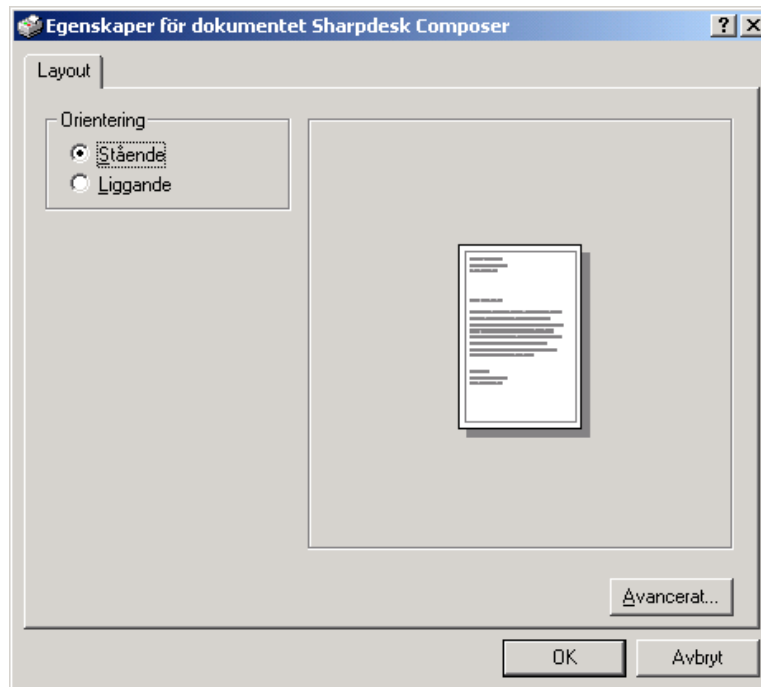 Egenskaper för dokumentet Sharpdesk Composer
Layout
Orientering
Stående
Liggande
Avancerat...
OK
Avbryt